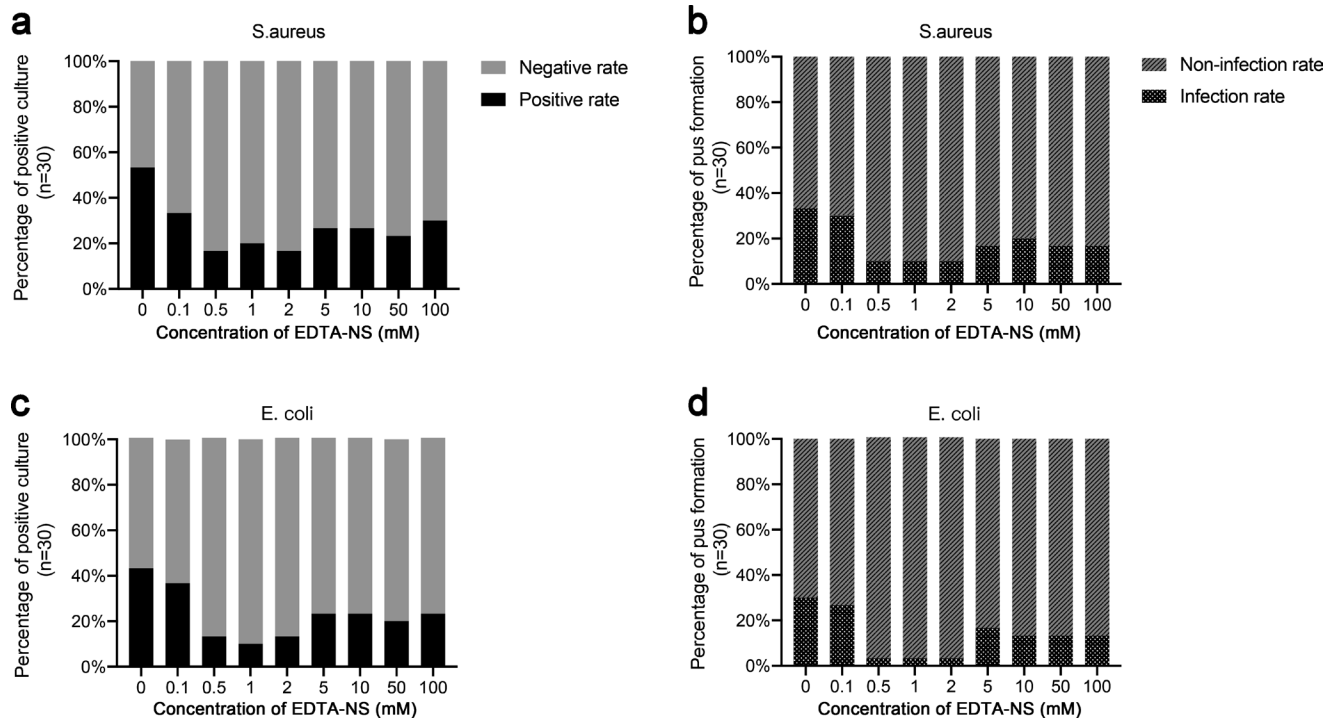 a
S.aureus
Percentage of positive culture
(n=30)
100%
80%
60%
40%
20%
0%
0 0.1 0.5 1 2 5 10 50 100
Concentration of EDTA-NS (mM)
Negative rate
Positive rate
b
S.aureus
Percentage of pus formation
(n=30)
100%
80%
60%
40%
20%
0%
0 0.1 0.5 1 2 5 10 50 100
Concentration of EDTA-NS (mM)
Non-infection rate
Infection rate
c
E. coli
Percentage of positive culture
(n=30)
100%
80%
60%
40%
20%
0%
0 0.1 0.5 1 2 5 10 50 100
Concentration of EDTA-NS (mM)
d
E. coli
Percentage of pus formation
(n=30)
100%
80%
60%
40%
20%
0%
0 0.1 0.5 1 2 5 10 50 100
Concentration of EDTA-NS (mM)